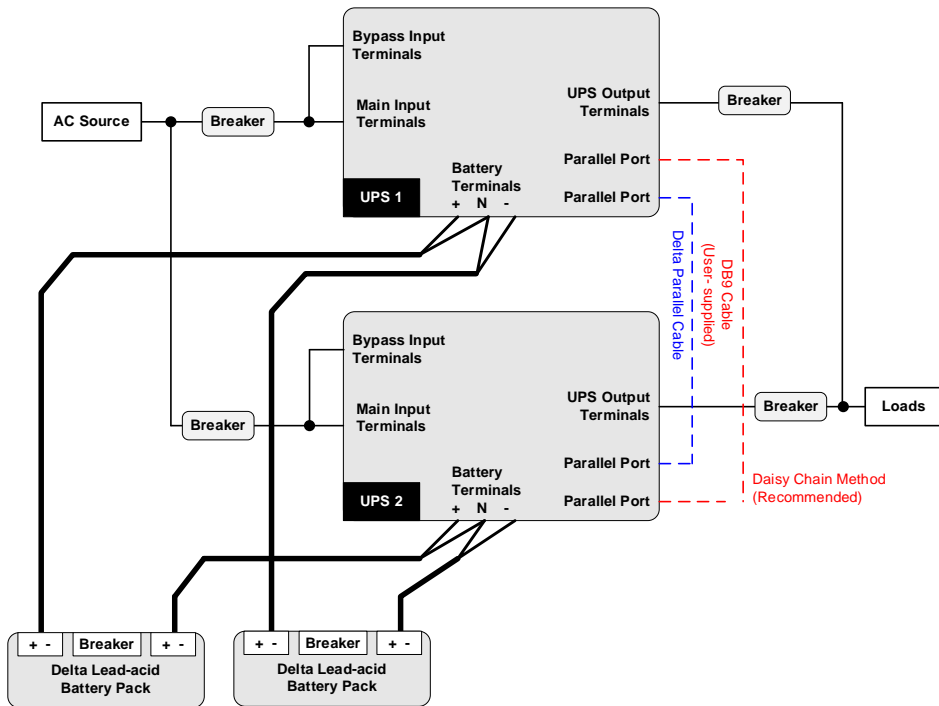 Bypass Input
Terminals
AC Source
Breaker
Main Input
Terminals
UPS Output
Terminals
Breaker
Parallel Port
Battery
Terminals
+ N -
UPS 1
Parallel Port
Delta Parallel Cable
DB9 Cable
(User- supplied)
Bypass Input
Terminals
Breaker
Main Input
Terminals
UPS Output
Terminals
Breaker
Loads
Parallel Port
Battery
Terminals
+ N -
UPS 2
Parallel Port
Daisy Chain Method
(Recommended)
+ - Breaker + -
Delta Lead-acid
Battery Pack
+ - Breaker + -
Delta Lead-acid
Battery Pack